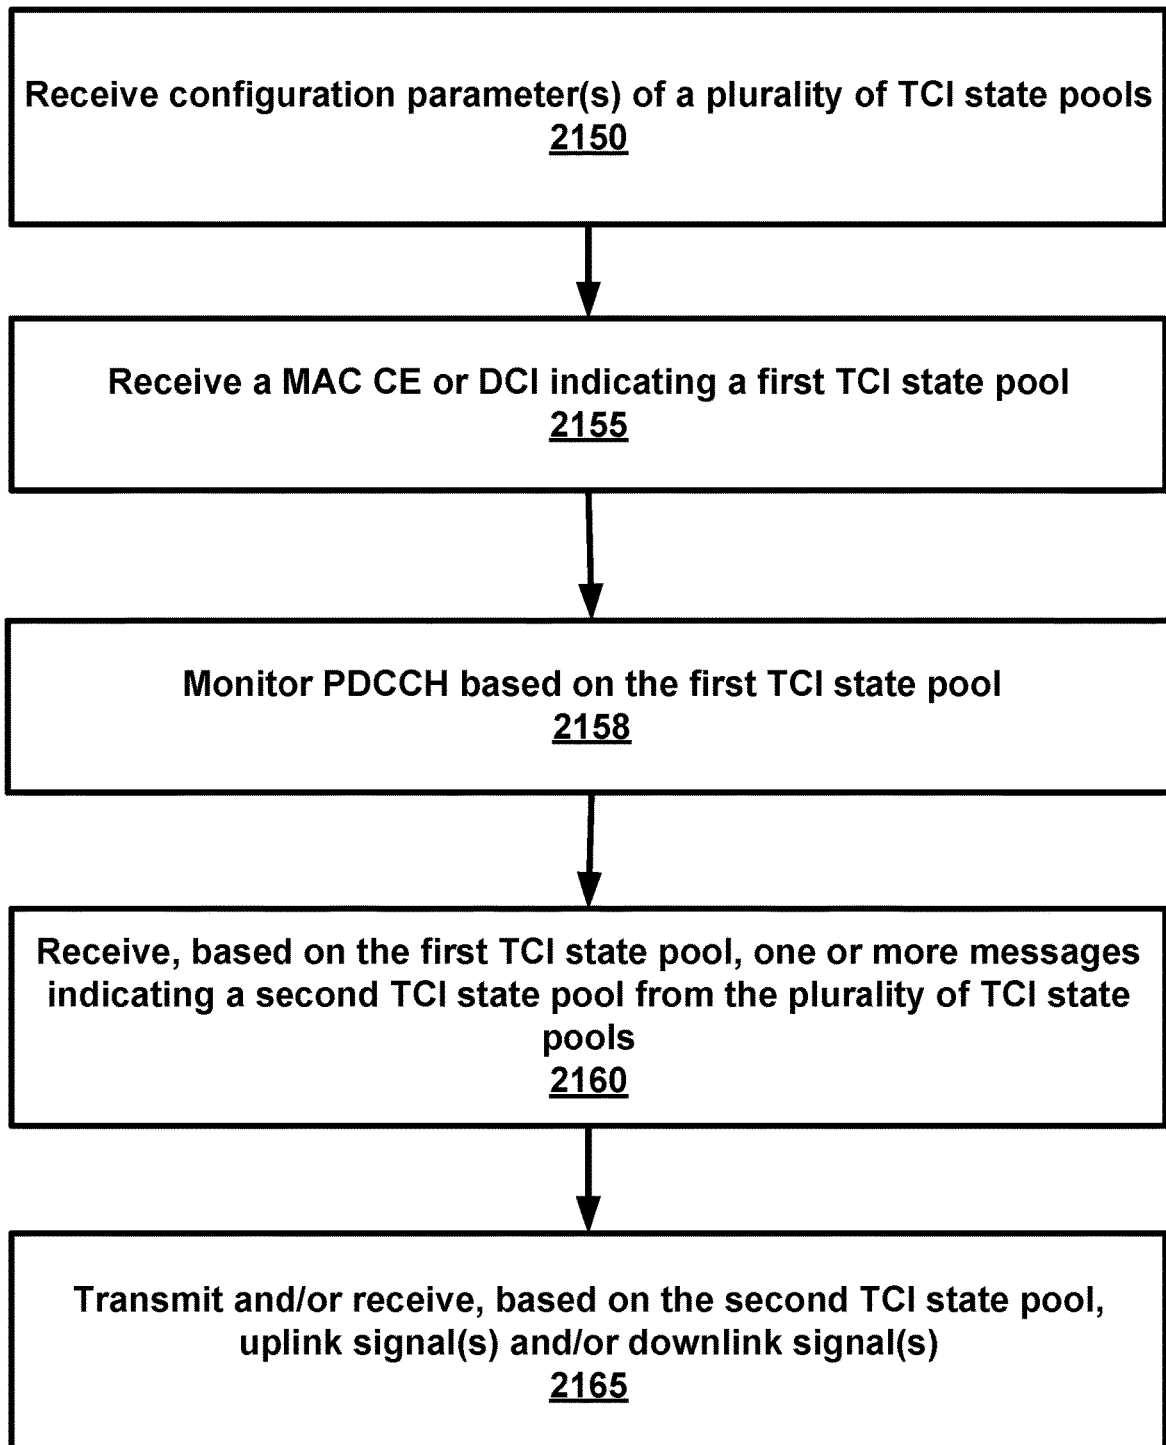 Receive configuration parameter(s) of a plurality of TCI state pools
2150
Receive a MAC CE or DCI indicating a first TCI state pool
2155
Monitor PDCCH based on the first TCI state pool
2158
Receive, based on the first TCI state pool, one or more messages
indicating a second TCI state pool from the plurality of TCI state
pools
2160
Transmit and/or receive, based on the second TCI state pool,
uplink signal(s) and/or downlink signal(s)
2165